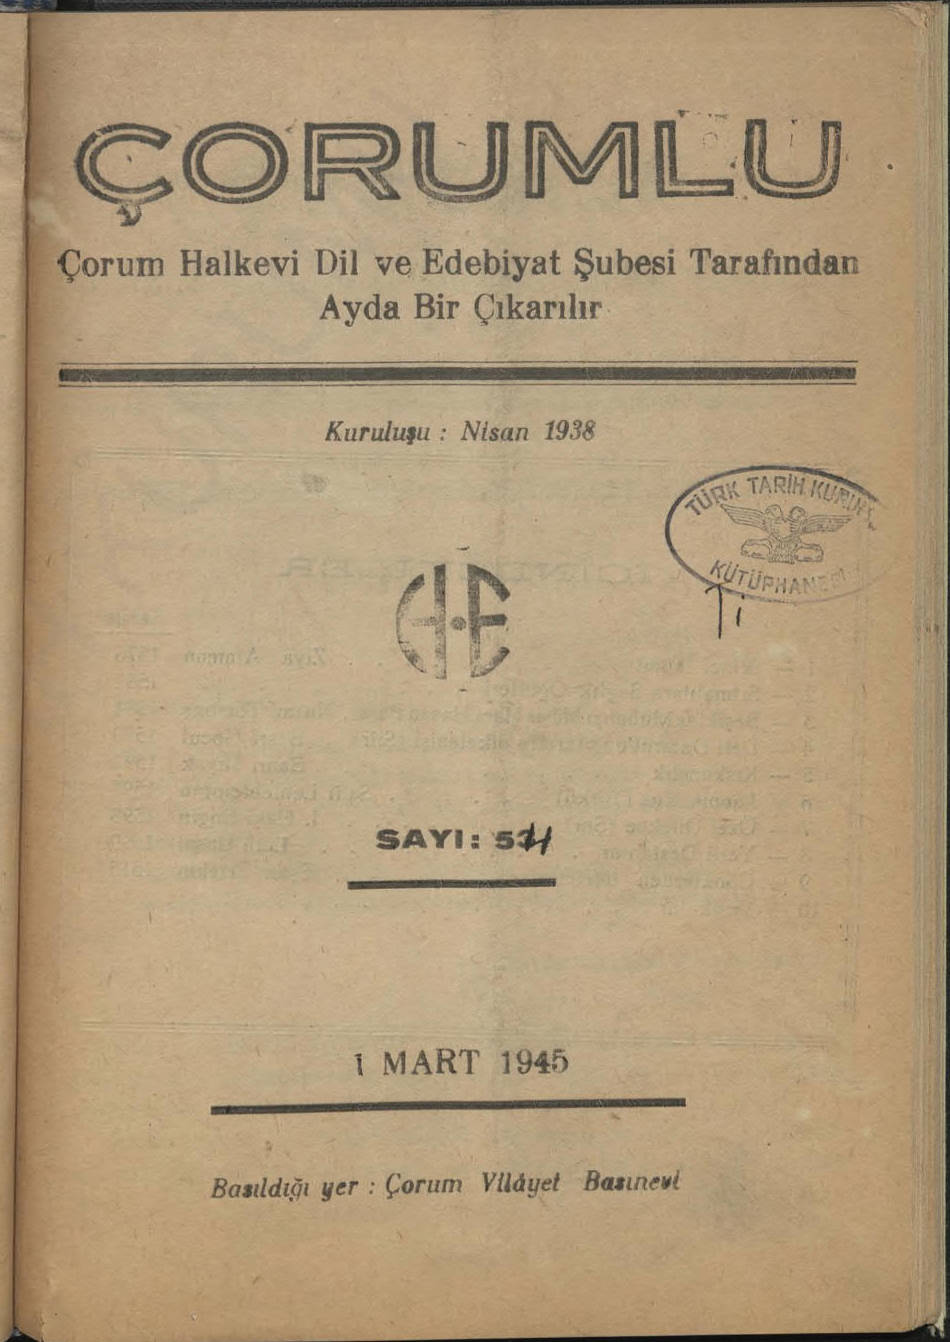 ÇORUMLU
Çorum Halkevi Dil ve Edebiyat Şubesi Tarafından
Ayda Bir Çıkarılır
Kuruluşu : Nisan 1938
TÜRK TARİH KURUMU
KÜTÜPHANESİ
H·E
SAYI: 54
1 MART 1945
Basıldığı yer : Çorum Vilâyet Basınevi